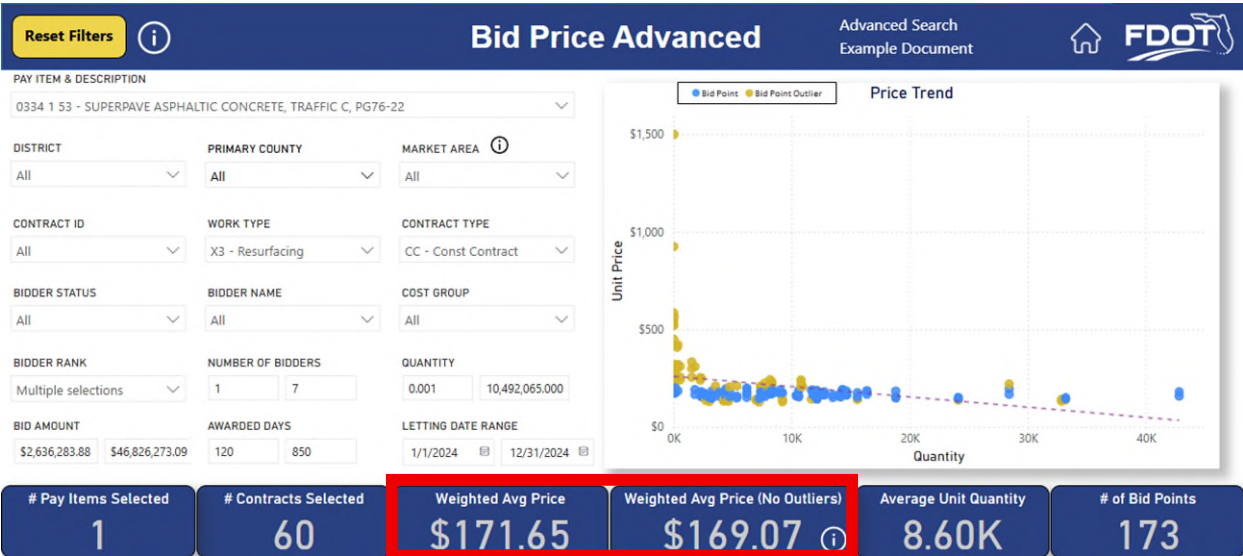 Reset Filters
i
Bid Price Advanced
Advanced Search
Example Document
FDOT
PAY ITEM & DESCRIPTION
0334 1 53 - SUPERPAVE ASPHALTIC CONCRETE, TRAFFIC C, PG76-22
DISTRICT
PRIMARY COUNTY
MARKET AREA i
All
All
All
CONTRACT ID
WORK TYPE
CONTRACT TYPE
All
X3 - Resurfacing
CC - Const Contract
BIDDER STATUS
BIDDER NAME
COST GROUP
All
All
All
BIDDER RANK
NUMBER OF BIDDERS
QUANTITY
Multiple selections
1
7
0.001
10,492,065.000
BID AMOUNT
AWARDED DAYS
LETTING DATE RANGE
$2,636,283.88
$46,826,273.09
120
850
1/1/2024
12/31/2024
Bid Point
Bid Point Outlier
Price Trend
$1,500
$1,000
$500
$0
Unit Price
0K
10K
20K
30K
40K
Quantity
# Pay Items Selected
1
# Contracts Selected
60
Weighted Avg Price
$171.65
Weighted Avg Price (No Outliers)
$169.07 i
Average Unit Quantity
8.60K
# of Bid Points
173